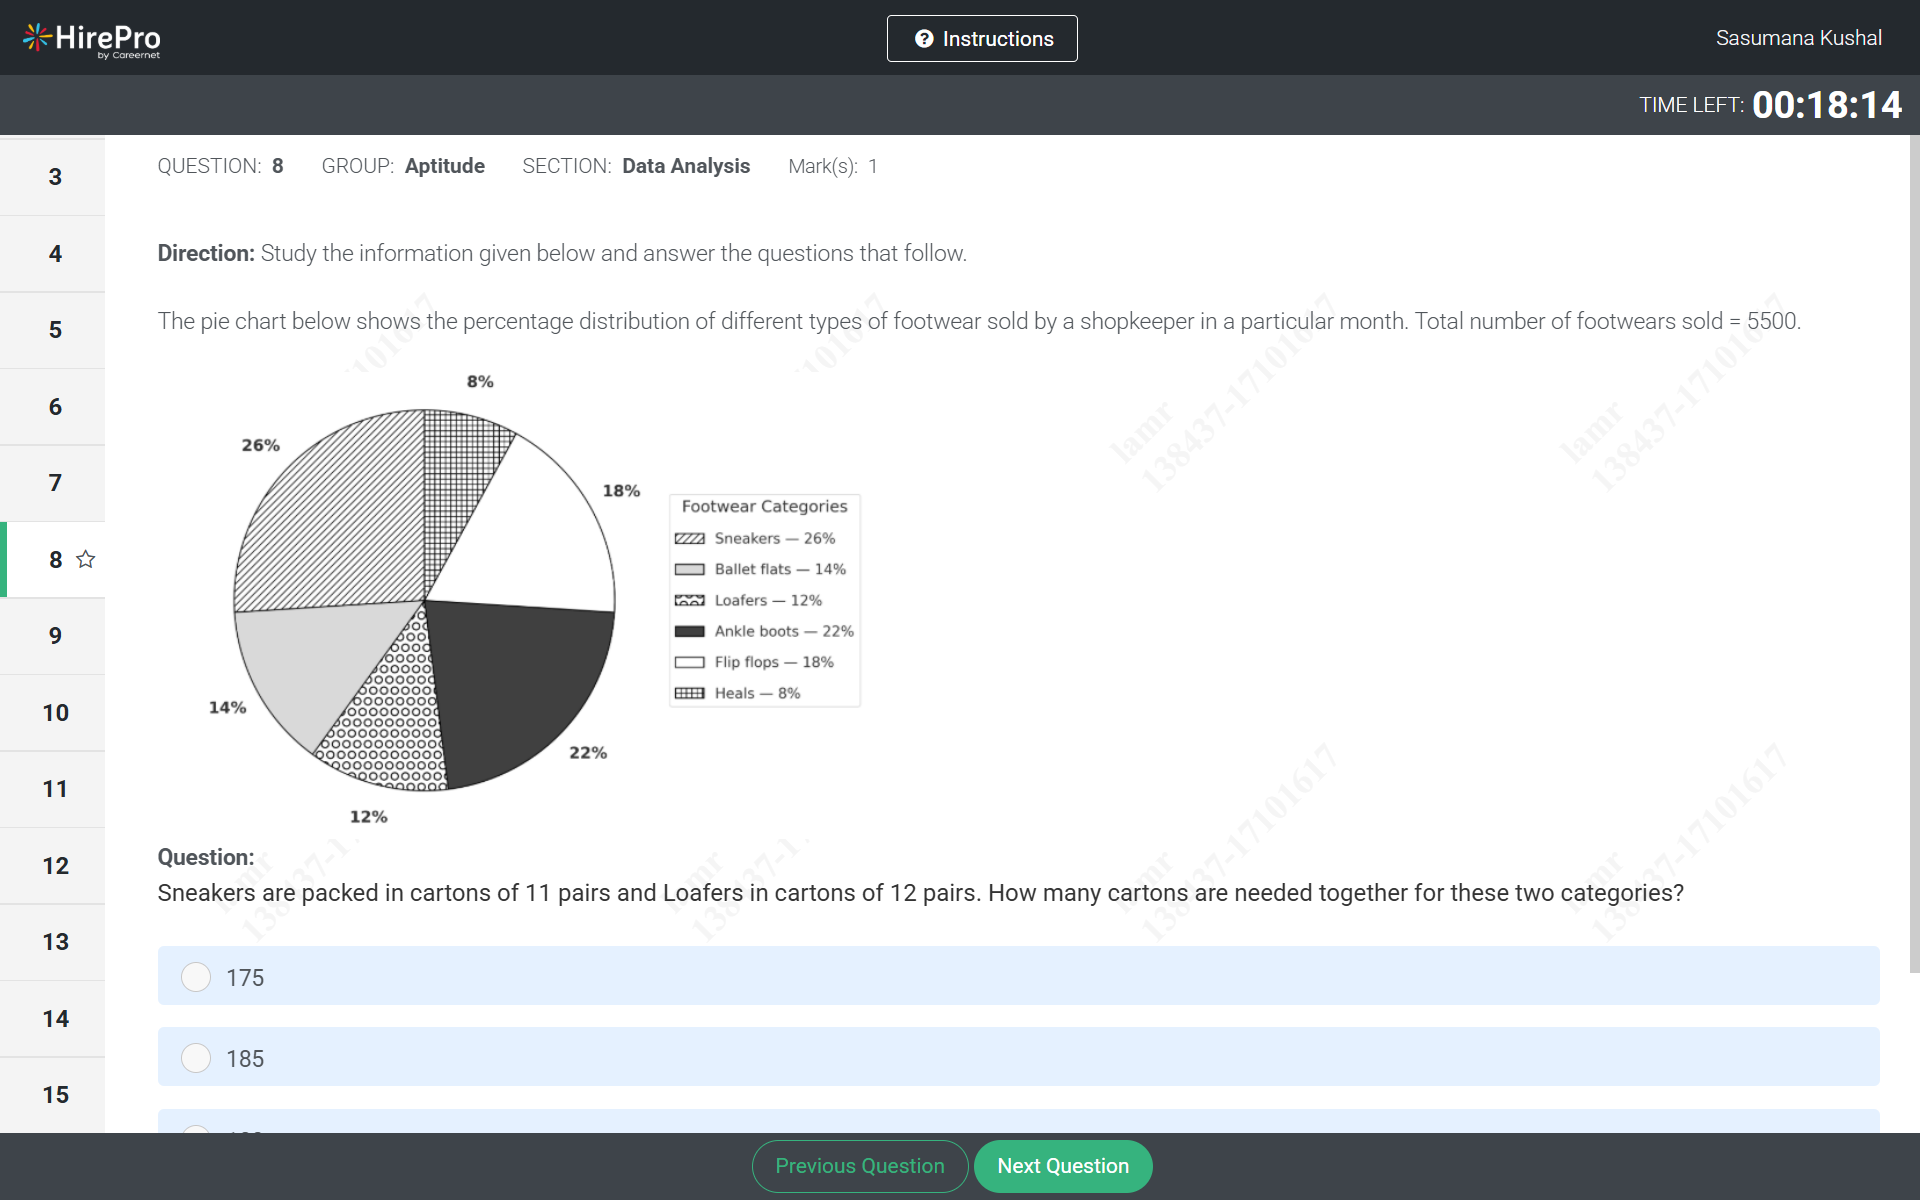 HirePro
by Careernet
Instructions
Sasumana Kushal
TIME LEFT: 00:18:14
QUESTION: 8 GROUP: Aptitude SECTION: Data Analysis Mark(s): 1
3
4
5
6
7
8
9
10
11
12
13
14
15
Direction: Study the information given below and answer the questions that follow.
The pie chart below shows the percentage distribution of different types of footwear sold by a shopkeeper in a particular month. Total number of footwears sold = 5500.
8%
26%
18%
14%
22%
12%
Footwear Categories
Sneakers — 26%
Ballet flats — 14%
Loafers — 12%
Ankle boots — 22%
Flip flops — 18%
Heals — 8%
lamr
138437-17101617
lamr
138437-17101617
Question:
Sneakers are packed in cartons of 11 pairs and Loafers in cartons of 12 pairs. How many cartons are needed together for these two categories?
175
185
Previous Question
Next Question